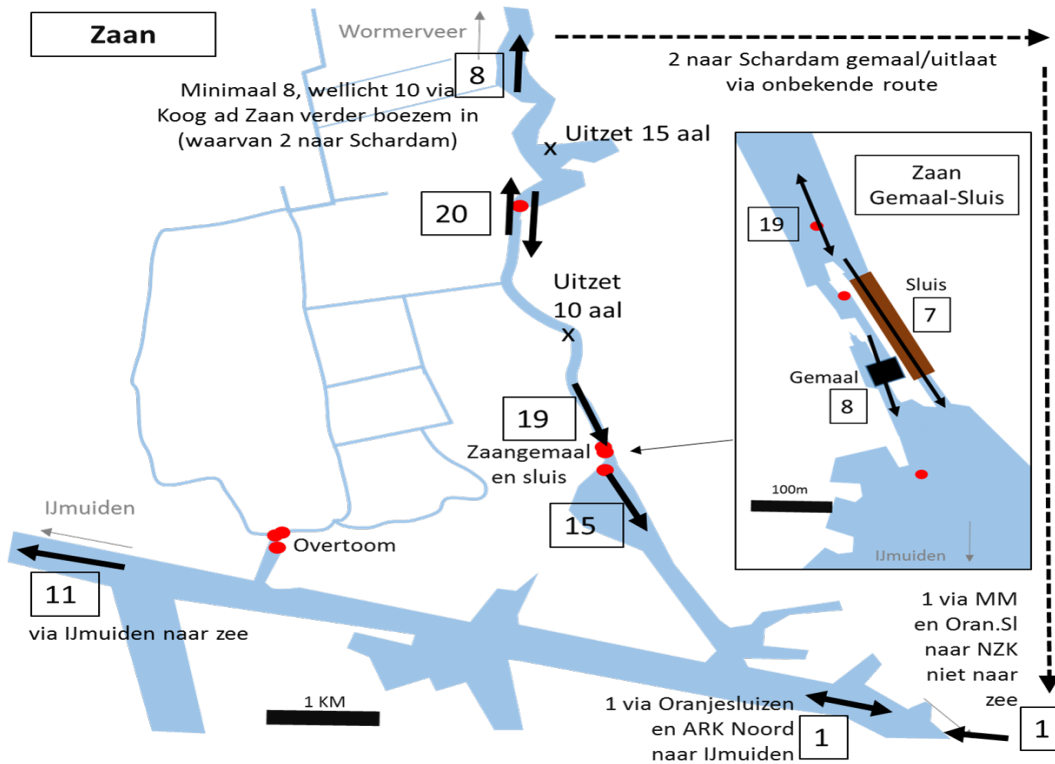 Zaan
Wormerveer
8
Minimaal 8, wellicht 10 via
Koog ad Zaan verder boezem in
(waarvan 2 naar Schardam)
2 naar Schardam gemaal/uitlaat
via onbekende route
x Uitzet 15 aal
20
Uitzet
10 aal
x
19
Zaangemaal
en sluis
15
IJmuiden
Overtoom
11
via IJmuiden naar zee
1 KM
Zaan
Gemaal-Sluis
19
Sluis
7
Gemaal
8
100m
IJmuiden
1 via MM
en Oran.Sl
naar NZK
niet naar
zee
1
1 via Oranjesluizen
en ARK Noord
naar IJmuiden
1